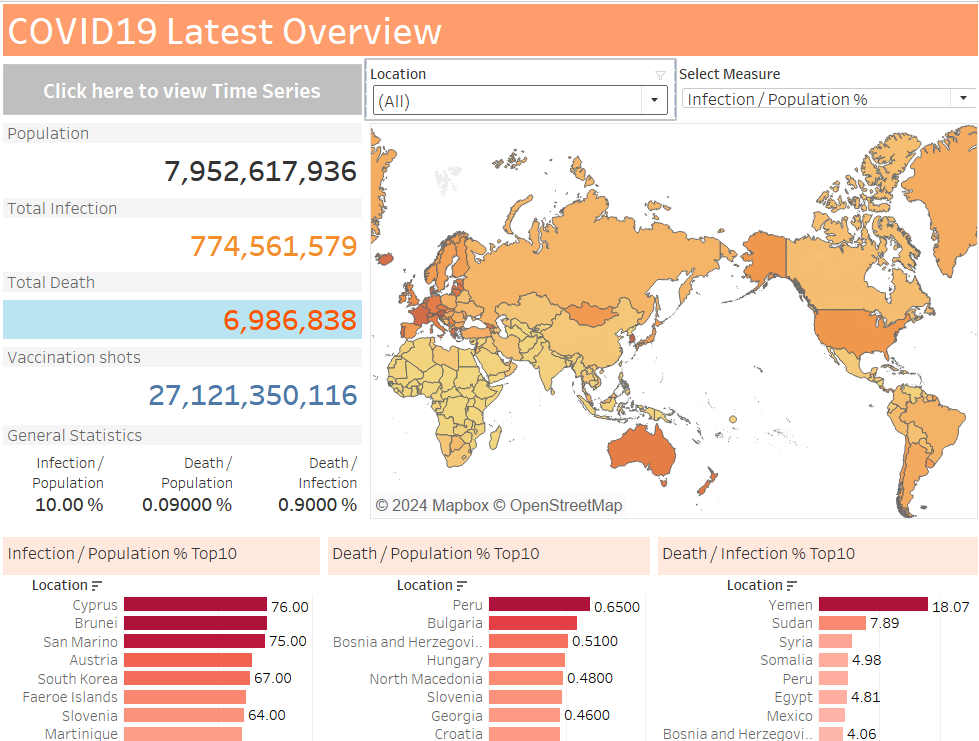 COVID19 Latest Overview
Click here to view Time Series
Location
(All)
Select Measure
Infection / Population %
Population
7,952,617,936
Total Infection
774,561,579
Total Death
6,986,838
Vaccination shots
27,121,350,116
General Statistics
Infection / Population
10.00 %
Death / Population
0.09000 %
Death / Infection
0.9000 %
© 2024 Mapbox © OpenStreetMap
Infection / Population % Top10
Location
Cyprus 76.00
Brunei
San Marino 75.00
Austria
South Korea 67.00
Faeroe Islands
Slovenia 64.00
Martinique
Death / Population % Top10
Location
Peru 0.6500
Bulgaria
Bosnia and Herzegovi.. 0.5100
Hungary
North Macedonia 0.4800
Slovenia
Georgia 0.4600
Croatia
Death / Infection % Top10
Location
Yemen 18.07
Sudan 7.89
Syria
Somalia 4.98
Peru
Egypt 4.81
Mexico
Bosnia and Herzegovi.. 4.06